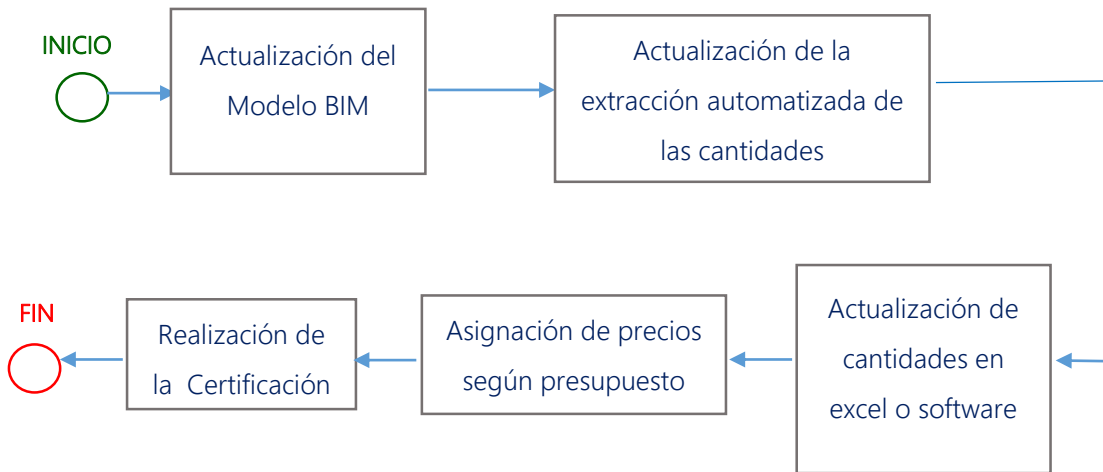 INICIO
Actualización del
Modelo BIM
Actualización de la
extracción automatizada de
las cantidades
Actualización de
cantidades en
excel o software
Asignación de precios
según presupuesto
Realización de
la Certificación
FIN